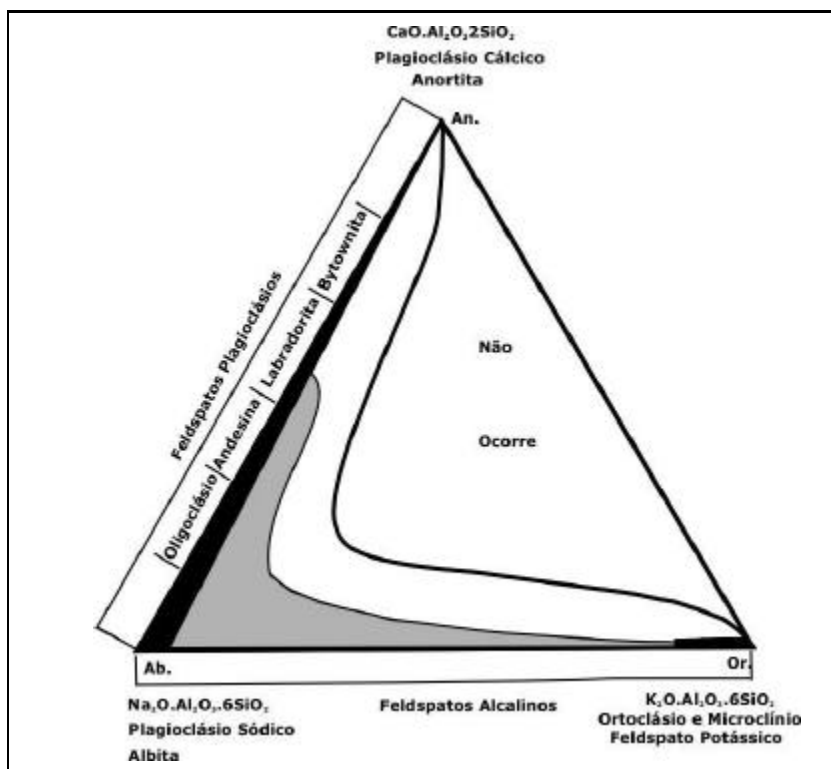 CaO.Al₂O₃2SiO₂
Plagioclásio Cálcico
Anortita
An.
Feldspatos Plagioclásios
Bytownita
Labradorita
Andesina
Oligoclásio
Não
Ocorre
Ab.
Or.
Na₂O.Al₂O₃.6SiO₂
Plagioclásio Sódico
Albita
Feldspatos Alcalinos
K₂O.Al₂O₃.6SiO₂
Ortoclásio e Microclínio
Feldspato Potássico